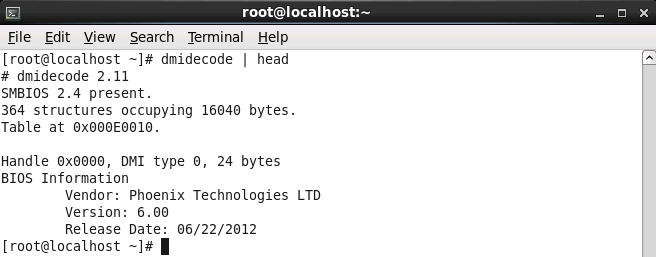 root@localhost:~
File Edit View Search Terminal Help
[root@localhost ~]# dmidecode | head
# dmidecode 2.11
SMBIOS 2.4 present.
364 structures occupying 16040 bytes.
Table at 0x000E0010.
Handle 0x0000, DMI type 0, 24 bytes
BIOS Information
        Vendor: Phoenix Technologies LTD
        Version: 6.00
        Release Date: 06/22/2012
[root@localhost ~]#